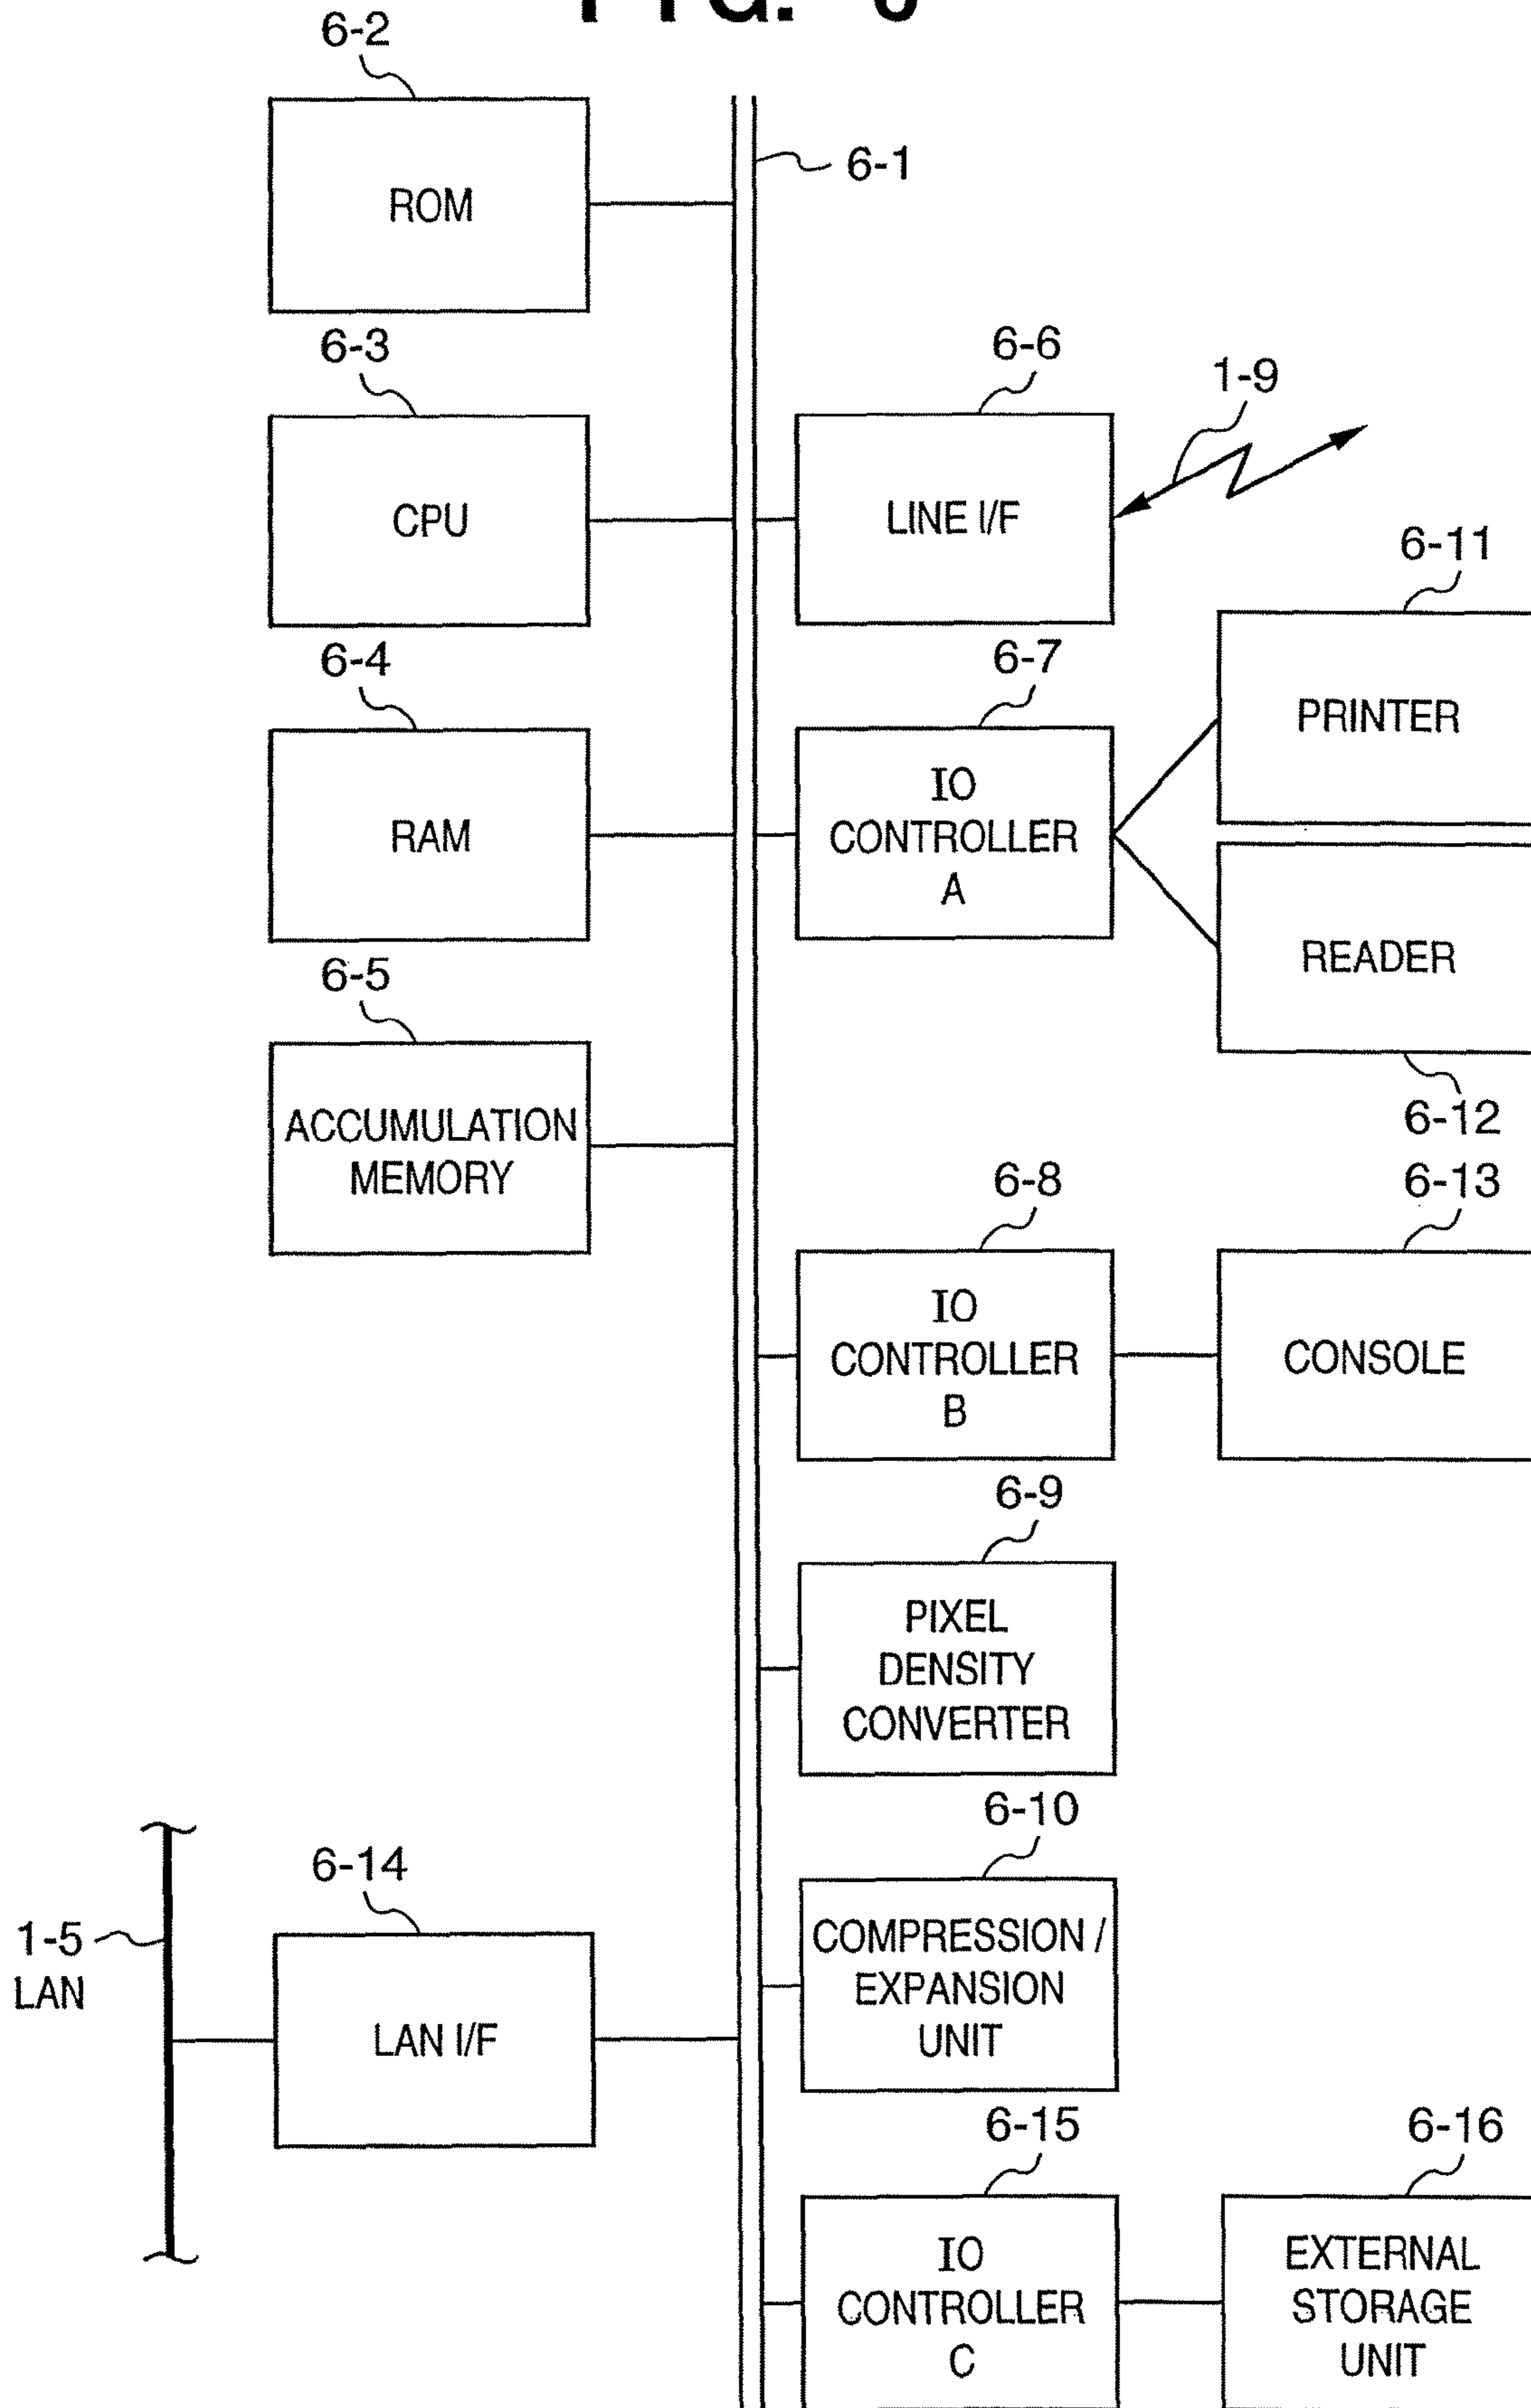 FIG. 6
6-2
6-1
ROM
6-3
6-6
1-9
CPU
LINE I/F
6-11
6-4
6-7
PRINTER
RAM
IO
CONTROLLER
A
READER
6-5
6-12
ACCUMULATION
MEMORY
6-8
6-13
IO
CONTROLLER
B
CONSOLE
6-9
PIXEL
DENSITY
CONVERTER
6-10
6-14
1-5
LAN
COMPRESSION /
EXPANSION
UNIT
LAN I/F
6-15
6-16
IO
CONTROLLER
C
EXTERNAL
STORAGE
UNIT